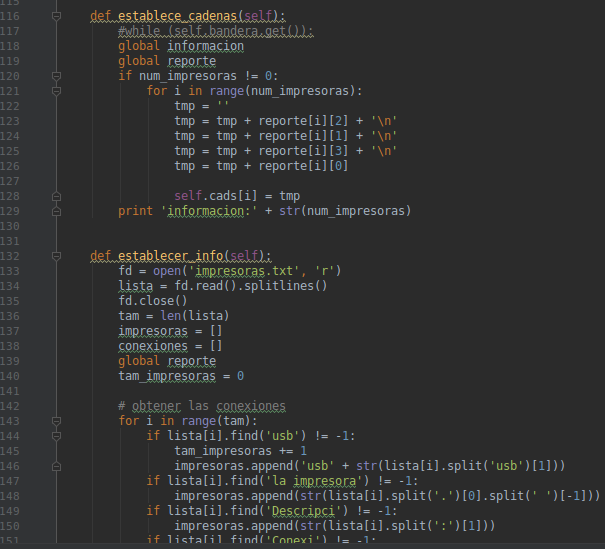 115
116 def establece_cadenas(self):
117 #while (self.bandera.get()):
118 global informacion
119 global reporte
120 if num_impresoras != 0:
121 for i in range(num_impresoras):
122 tmp = ''
123 tmp = tmp + reporte[i][2] + '\n'
124 tmp = tmp + reporte[i][1] + '\n'
125 tmp = tmp + reporte[i][3] + '\n'
126 tmp = tmp + reporte[i][0]
127
128 self.cads[i] = tmp
129 print 'informacion:' + str(num_impresoras)
130
131
132 def establecer_info(self):
133 fd = open('impresoras.txt', 'r')
134 lista = fd.read().splitlines()
135 fd.close()
136 tam = len(lista)
137 impresoras = []
138 conexiones = []
139 global reporte
140 tam_impresoras = 0
141
142 # obtener las conexiones
143 for i in range(tam):
144 if lista[i].find('usb') != -1:
145 tam_impresoras += 1
146 impresoras.append('usb' + str(lista[i].split('usb')[1]))
147 if lista[i].find('la impresora') != -1:
148 impresoras.append(str(lista[i].split('.')[0].split(' ')[-1]))
149 if lista[i].find('Descripci') != -1:
150 impresoras.append(str(lista[i].split(':')[1]))
151 if lista[i].find('Conexi') != -1: